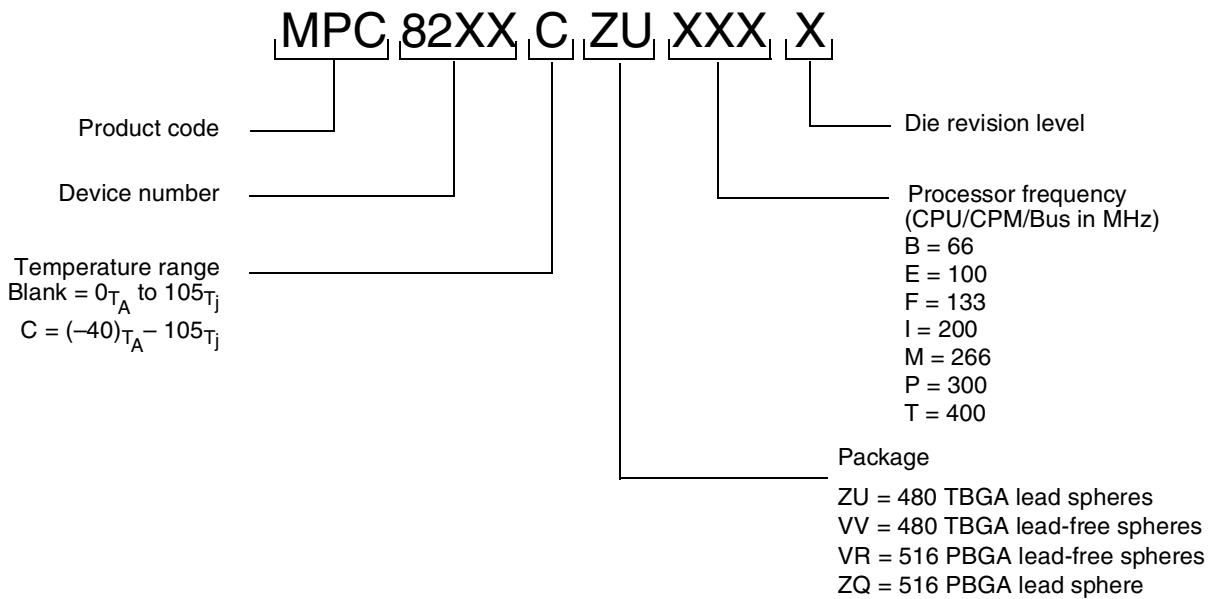 MPC 82XX C ZU XXX X
Product code
Die revision level
Device number
Processor frequency
(CPU/CPM/Bus in MHz)
B = 66
E = 100
F = 133
I = 200
M = 266
P = 300
T = 400
Temperature range
Blank = 0TA to 105Tj
C = (–40)TA– 105Tj
Package
ZU = 480 TBGA lead spheres
VV = 480 TBGA lead-free spheres
VR = 516 PBGA lead-free spheres
ZQ = 516 PBGA lead sphere